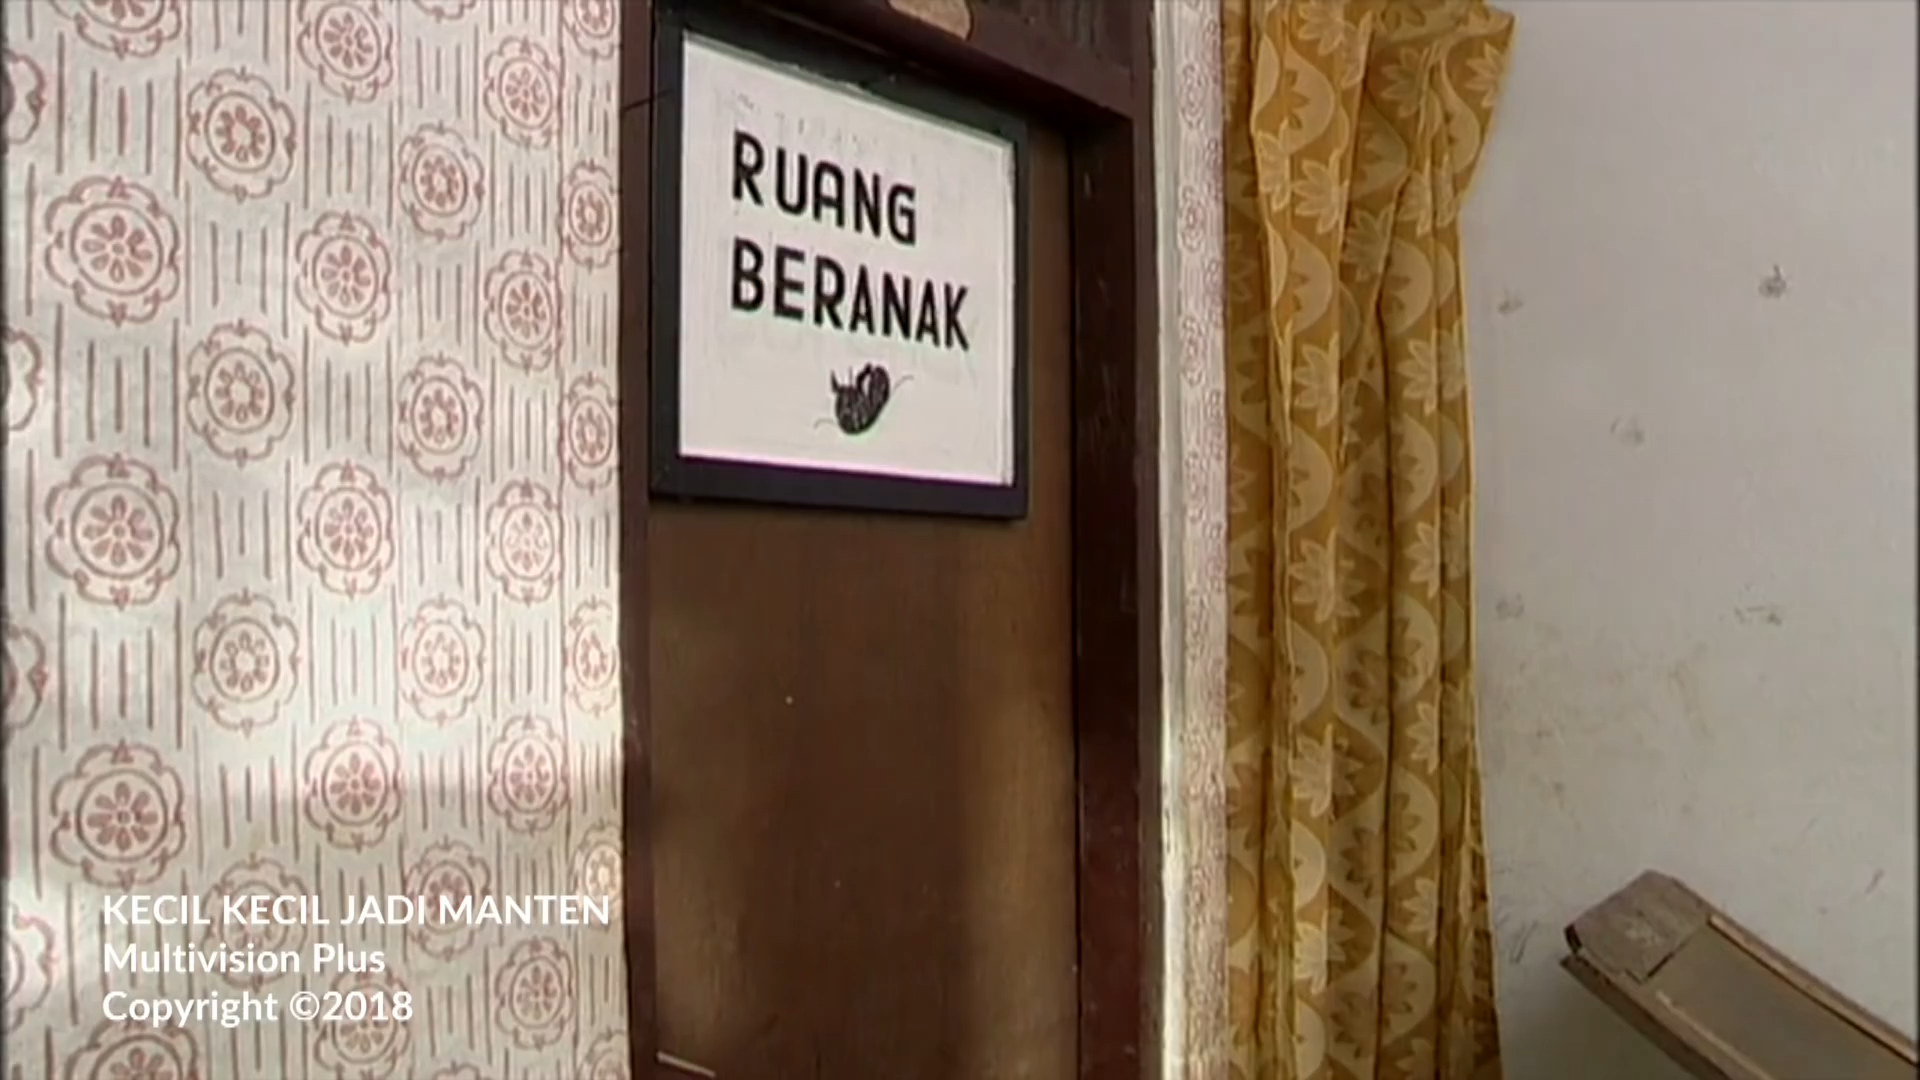 RUANG
BERANAK
KECIL KECIL JADI MANTEN
Multivision Plus
Copyright ©2018